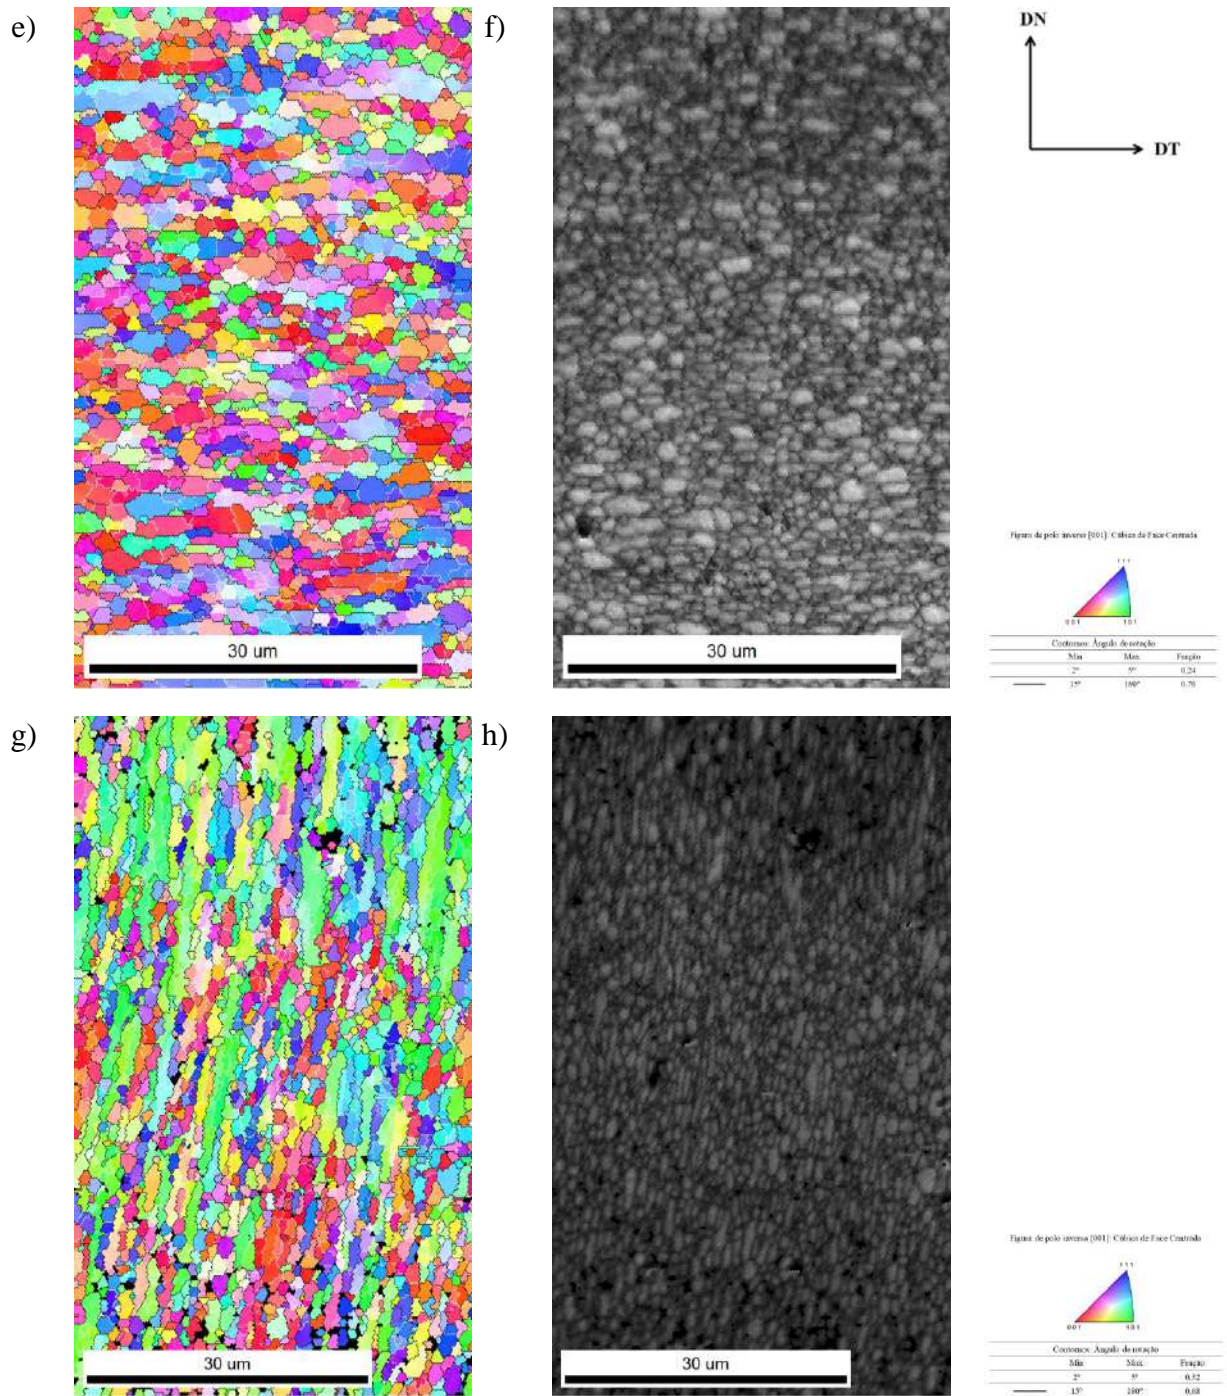 e)
f)
DN
DT
Figura de polo inverso [001]: Cúbica de Face Centrada
111
001 101
Contornos: Ângulo de rotação
Min Max Fração
2° 5° 0,24
15° 180° 0,70
30 um
30 um
g)
h)
Figura de polo inverso [001]: Cúbica de Face Centrada
111
001 101
Contornos: Ângulo de rotação
Min Max Fração
2° 5° 0,32
15° 180° 0,68
30 um
30 um